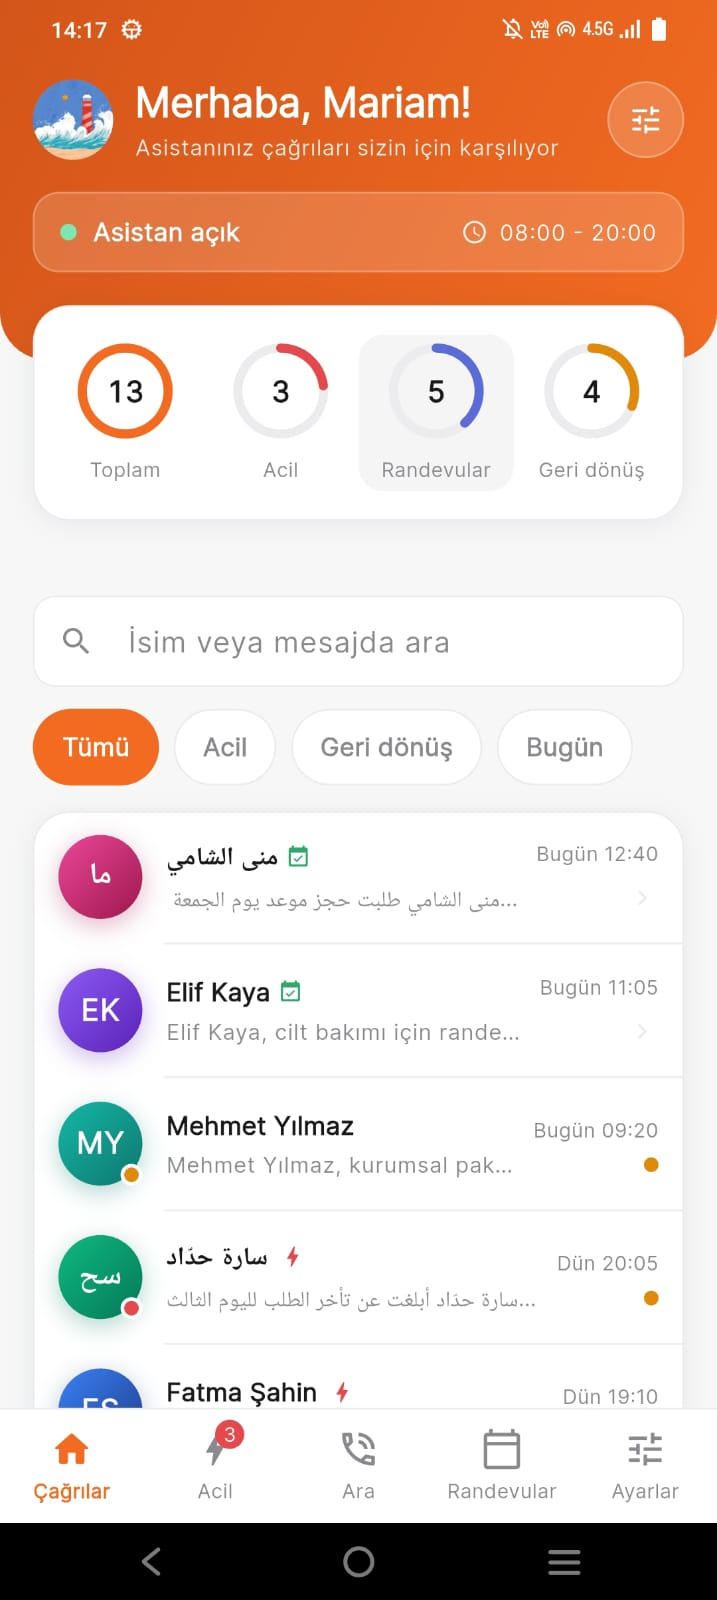 14:17
VoLTE 4.5G
Merhaba, Mariam!
Asistanınız çağrıları sizin için karşılıyor
Asistan açık 08:00 - 20:00
13 3 5 4
Toplam Acil Randevular Geri dönüş
İsim veya mesajda ara
Tümü Acil Geri dönüş Bugün
ما منى الشامي Bugün 12:40
منى الشامي طلبت حجز موعد يوم الجمعة...
EK Elif Kaya Bugün 11:05
Elif Kaya, cilt bakımı için rande...
MY Mehmet Yılmaz Bugün 09:20
Mehmet Yılmaz, kurumsal pak...
سح سارة حدّاد Dün 20:05
سارة حدّاد أبلغت عن تأخر الطلب لليوم الثالث...
FS Fatma Şahin Dün 19:10
3
Çağrılar Acil Ara Randevular Ayarlar